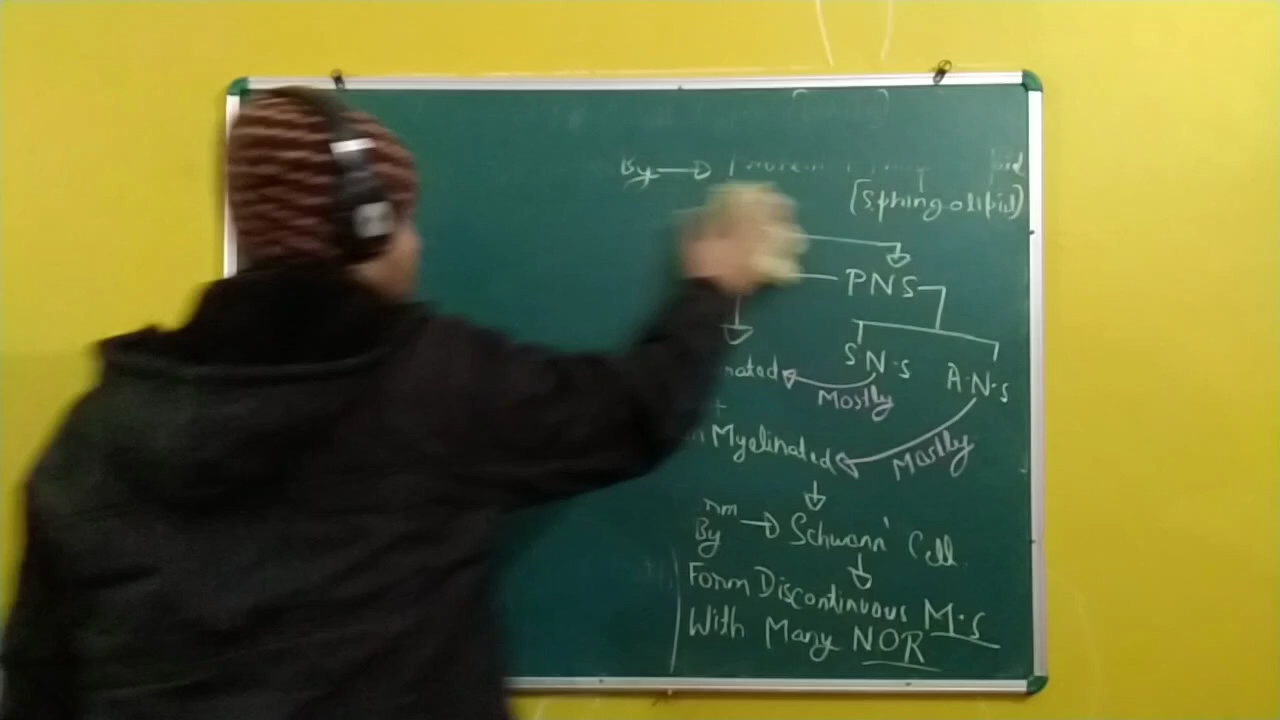 By
(Sphingolipid)
PNS
S N.S
A.N.S
nated
Mostly
n Myelinated
Mostly
nm
By Schwann' Cell
Form Discontinuous M.S
With Many NOR